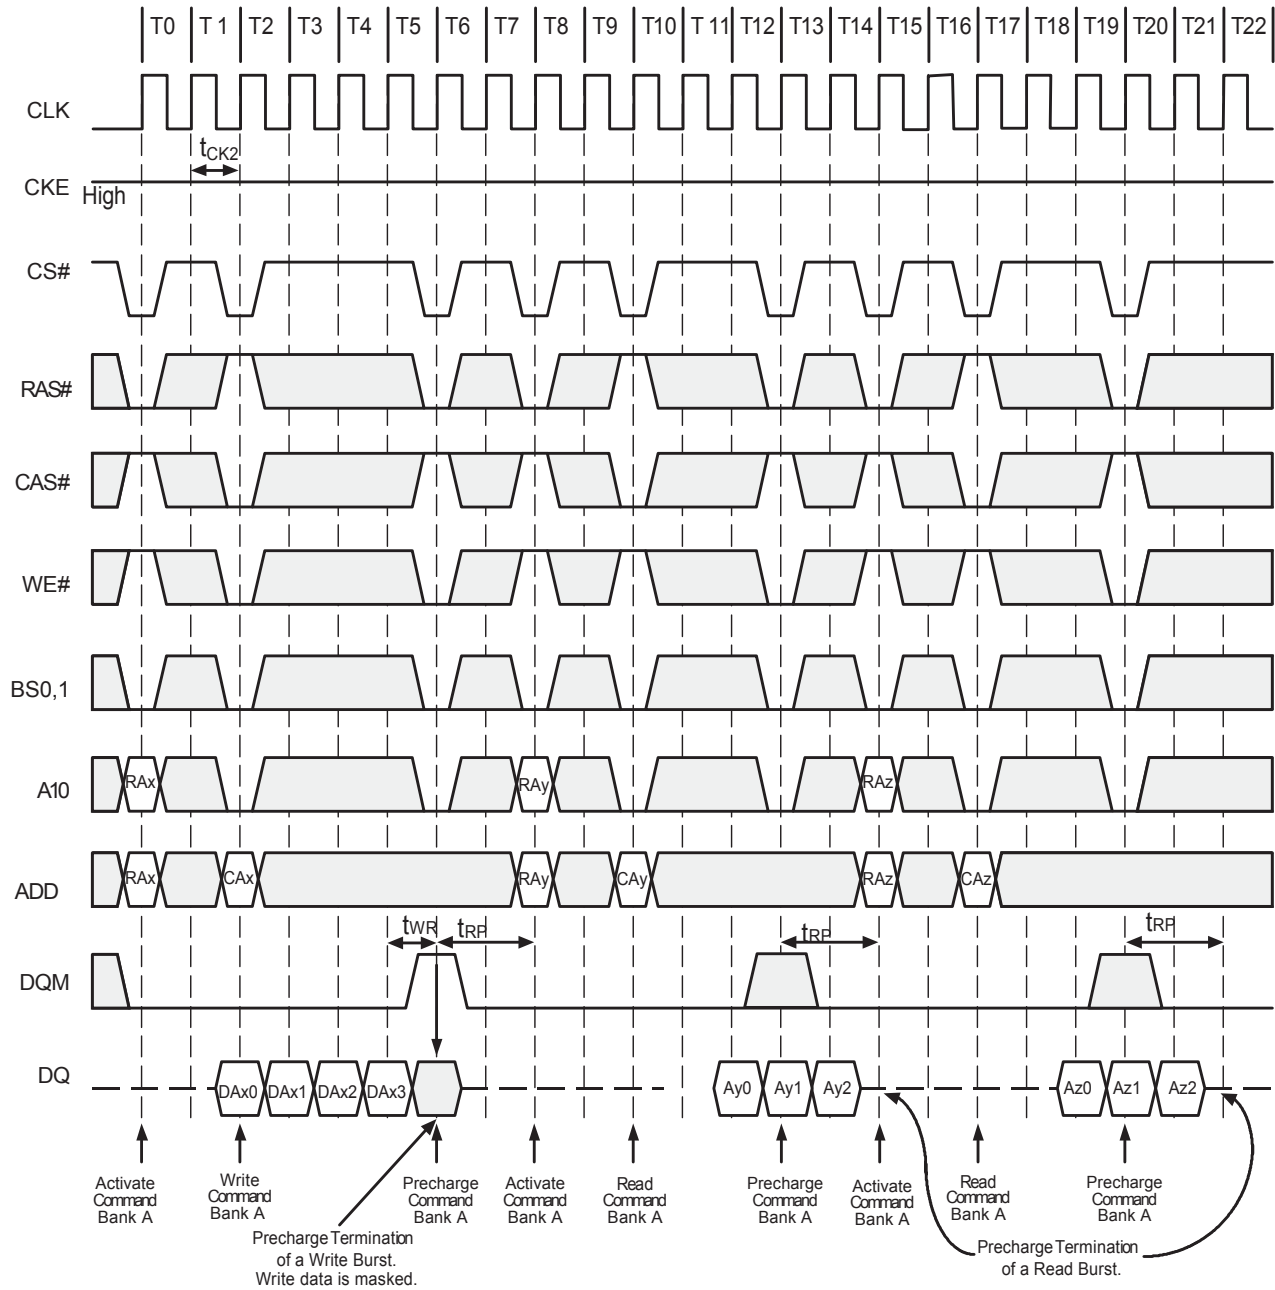 T0 T 1 T2 T3 T4 T5 T6 T7 T8 T9 T10 T 11 T12 T13 T14 T15 T16 T17 T18 T19 T20 T21 T22
CLK
tCK2
CKE High
CS#
RAS#
CAS#
WE#
BS0,1
A10 RAx RAy RAz
ADD RAx CAx RAy CAy RAz CAz
tWR tRP tRP tRP
DQM
DQ DAx0 DAx1 DAx2 DAx3 Ay0 Ay1 Ay2 Az0 Az1 Az2
Activate
Command
Bank A
Write
Command
Bank A
Precharge
Command
Bank A
Activate
Command
Bank A
Read
Command
Bank A
Precharge
Command
Bank A
Activate
Command
Bank A
Read
Command
Bank A
Precharge
Command
Bank A
Precharge Termination
of a Write Burst.
Write data is masked.
Precharge Termination
of a Read Burst.